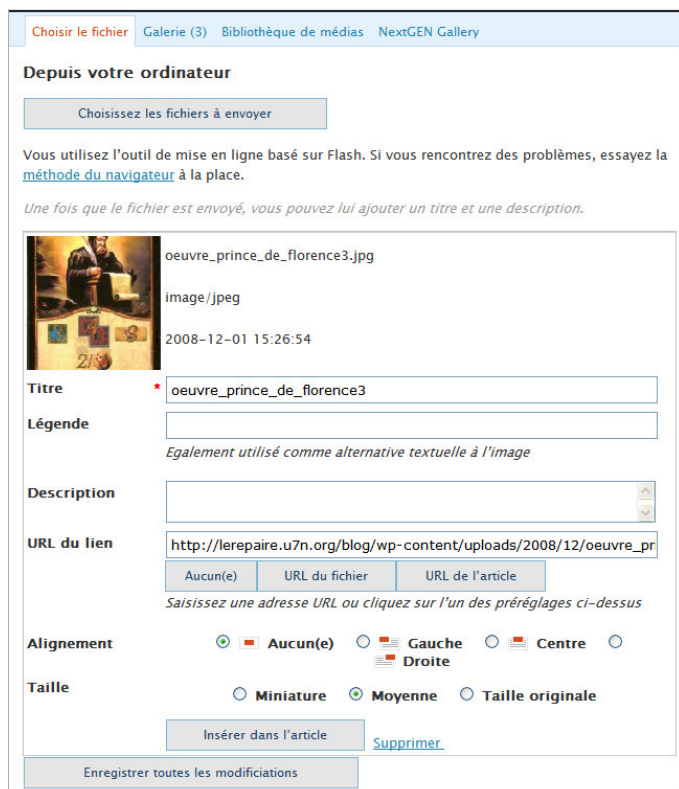 Choisir le fichier Galerie (3) Bibliothèque de médias NextGEN Gallery
Depuis votre ordinateur
Choisissez les fichiers à envoyer
Vous utilisez l'outil de mise en ligne basé sur Flash. Si vous rencontrez des problèmes, essayez la
méthode du navigateur à la place.
Une fois que le fichier est envoyé, vous pouvez lui ajouter un titre et une description.
oeuvre_prince_de_florence3.jpg
image/jpeg
2008-12-01 15:26:54
2/
Titre * oeuvre_prince_de_florence3
Légende
Egalement utilisé comme alternative textuelle à l'image
Description
URL du lien http://lerepaire.u7n.org/blog/wp-content/uploads/2008/12/oeuvre_pr
Aucun(e) URL du fichier URL de l'article
Saisissez une adresse URL ou cliquez sur l'un des préréglages ci-dessus
Alignement Aucun(e) Gauche Centre
Droite
Taille Miniature Moyenne Taille originale
Insérer dans l'article Supprimer
Enregistrer toutes les modificiations